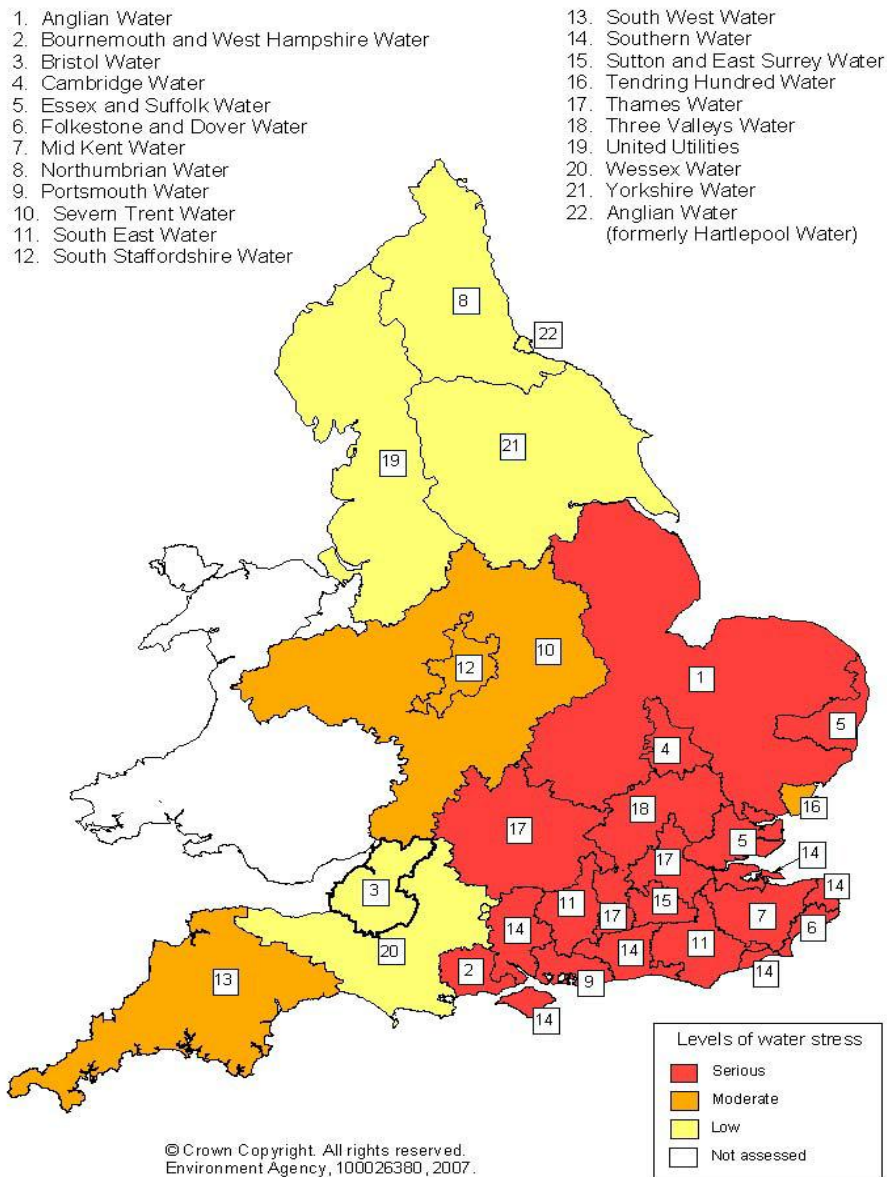 1. Anglian Water
2. Bournemouth and West Hampshire Water
3. Bristol Water
4. Cambridge Water
5. Essex and Suffolk Water
6. Folkestone and Dover Water
7. Mid Kent Water
8. Northumbrian Water
9. Portsmouth Water
10. Severn Trent Water
11. South East Water
12. South Staffordshire Water
13. South West Water
14. Southern Water
15. Sutton and East Surrey Water
16. Tendring Hundred Water
17. Thames Water
18. Three Valleys Water
19. United Utilities
20. Wessex Water
21. Yorkshire Water
22. Anglian Water
(formerly Hartlepool Water)
8
22
21
19
10
12
1
5
4
16
18
17
5
14
17
3
15
14
11
7
17
6
14
14
11
20
2
9
14
13
14
Levels of water stress
Serious
Moderate
Low
Not assessed
© Crown Copyright. All rights reserved.
Environment Agency, 100026380, 2007.